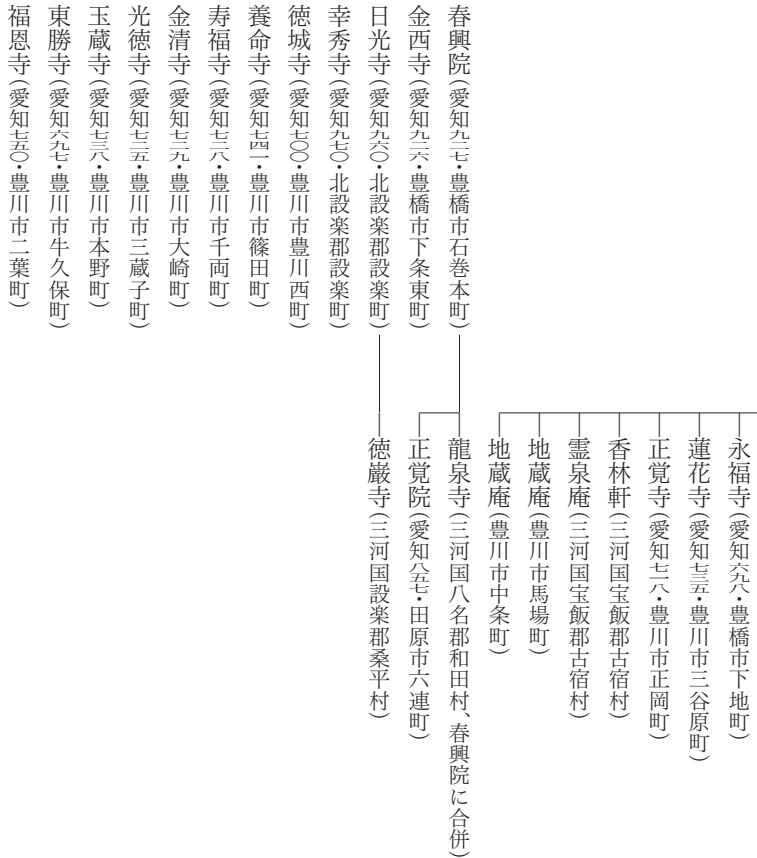 永福寺(愛知六九八・豊橋市下地町)
蓮花寺(愛知七三五・豊川市三谷原町)
正覚寺(愛知七一八・豊川市正岡町)
香林軒(三河国宝飯郡古宿村)
霊泉庵(三河国宝飯郡古宿村)
地蔵庵(豊川市馬場町)
地蔵庵(豊川市中条町)
春興院(愛知九二七・豊橋市石巻本町)
龍泉寺(三河国八名郡和田村、春興院に合併)
正覚院(愛知八五七・田原市六連町)
金西寺(愛知九二六・豊橋市下条東町)
日光寺(愛知九六〇・北設楽郡設楽町)
徳巌寺(三河国設楽郡桑平村)
幸秀寺(愛知九七〇・北設楽郡設楽町)
徳城寺(愛知七〇〇・豊川市豊川西町)
養命寺(愛知七四一・豊川市篠田町)
寿福寺(愛知七二八・豊川市千両町)
金清寺(愛知七二九・豊川市大崎町)
光徳寺(愛知七二五・豊川市三蔵子町)
玉蔵寺(愛知七三八・豊川市本野町)
東勝寺(愛知六九七・豊川市牛久保町)
福恩寺(愛知七五〇・豊川市二葉町)